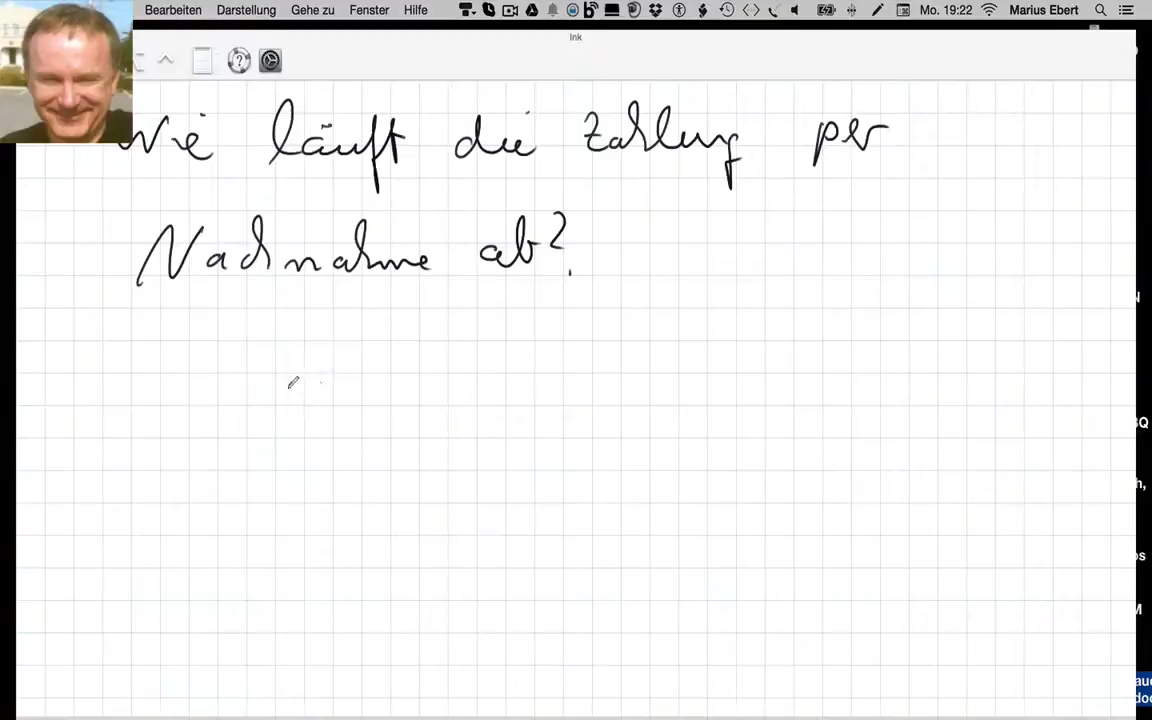 Bearbeiten Darstellung Gehe zu Fenster Hilfe Mo. 19:22 Marius Ebert
Ink
Wie läuft die Zahlung per
Nachnahme ab?